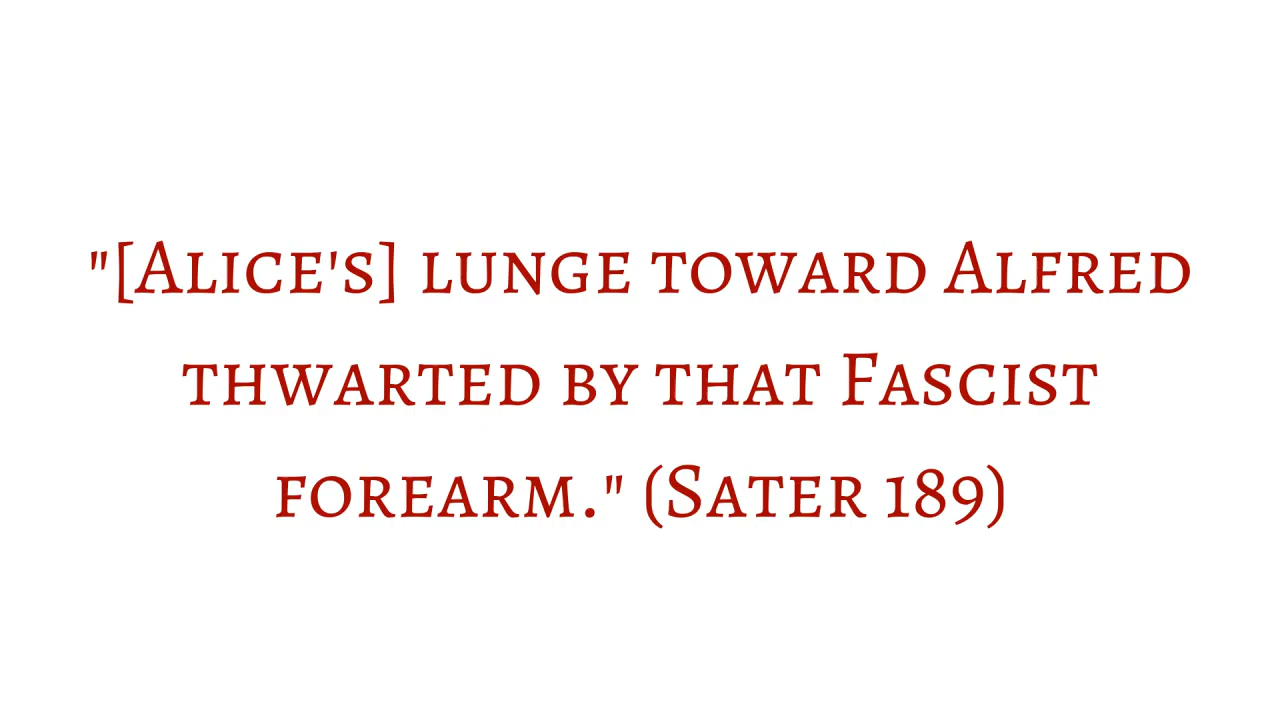 "[Alice's] lunge toward Alfred
thwarted by that Fascist
forearm." (Sater 189)